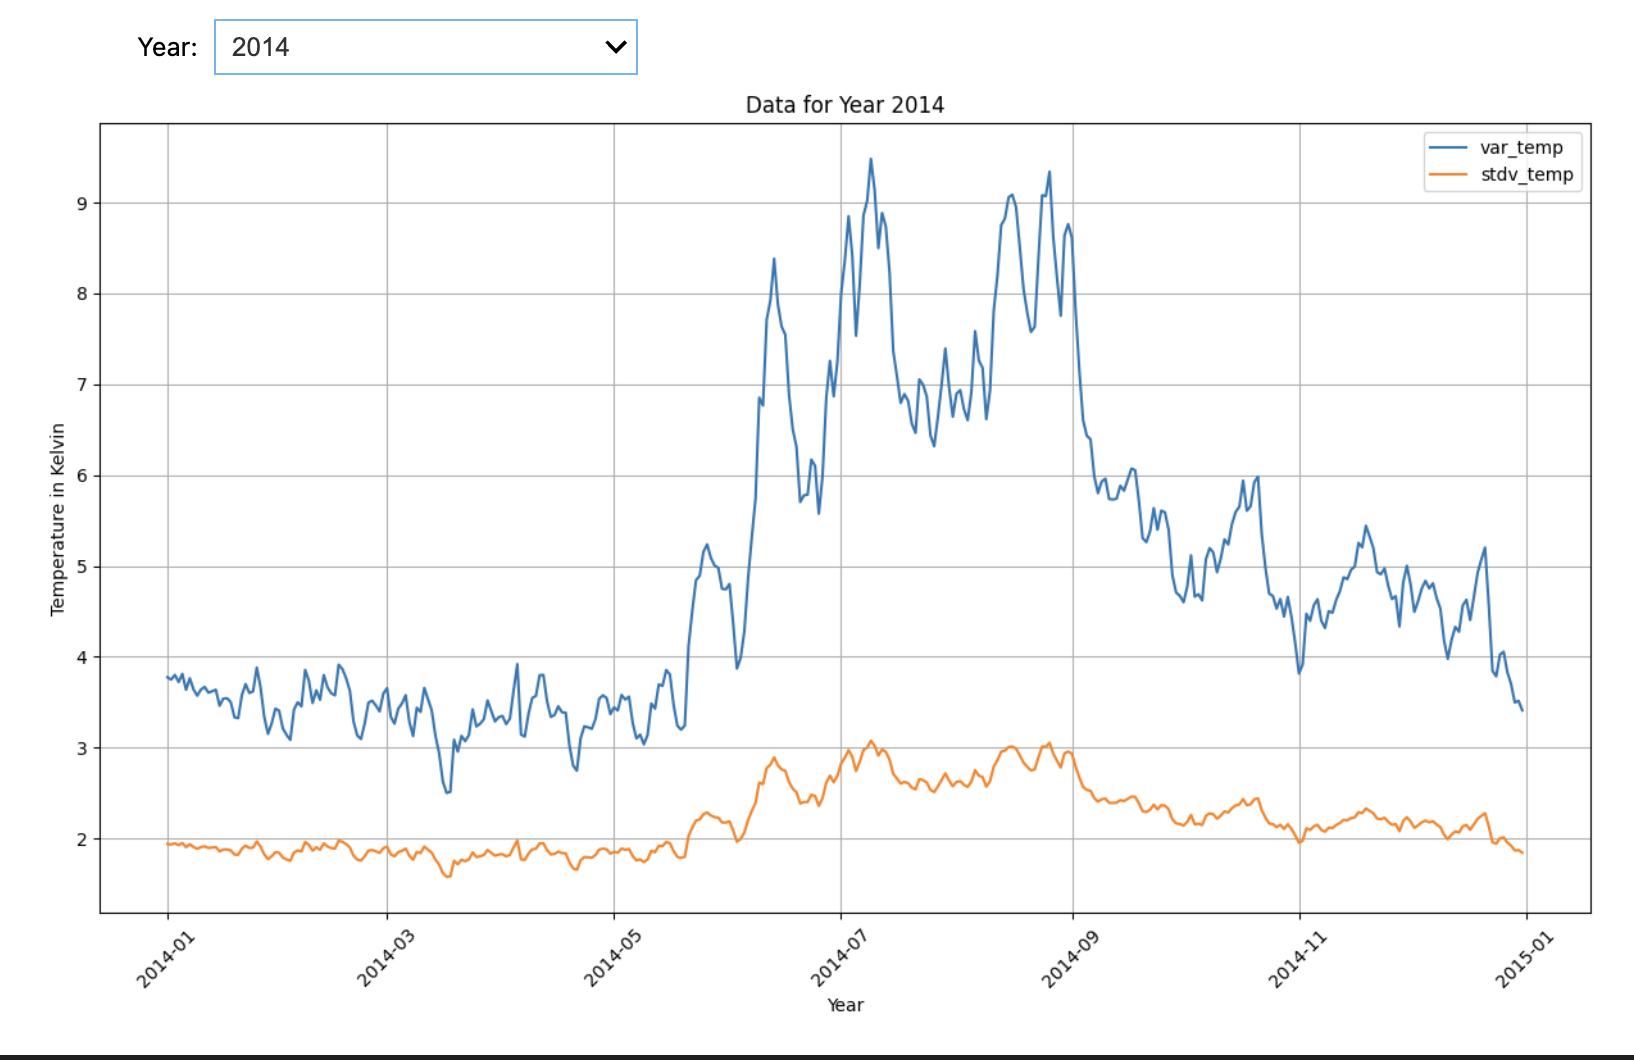 Year: 2014
Data for Year 2014
var_temp
stdv_temp
9
8
7
6
5
4
3
2
Temperature in Kelvin
2014-01
2014-03
2014-05
2014-07
2014-09
2014-11
2015-01
Year